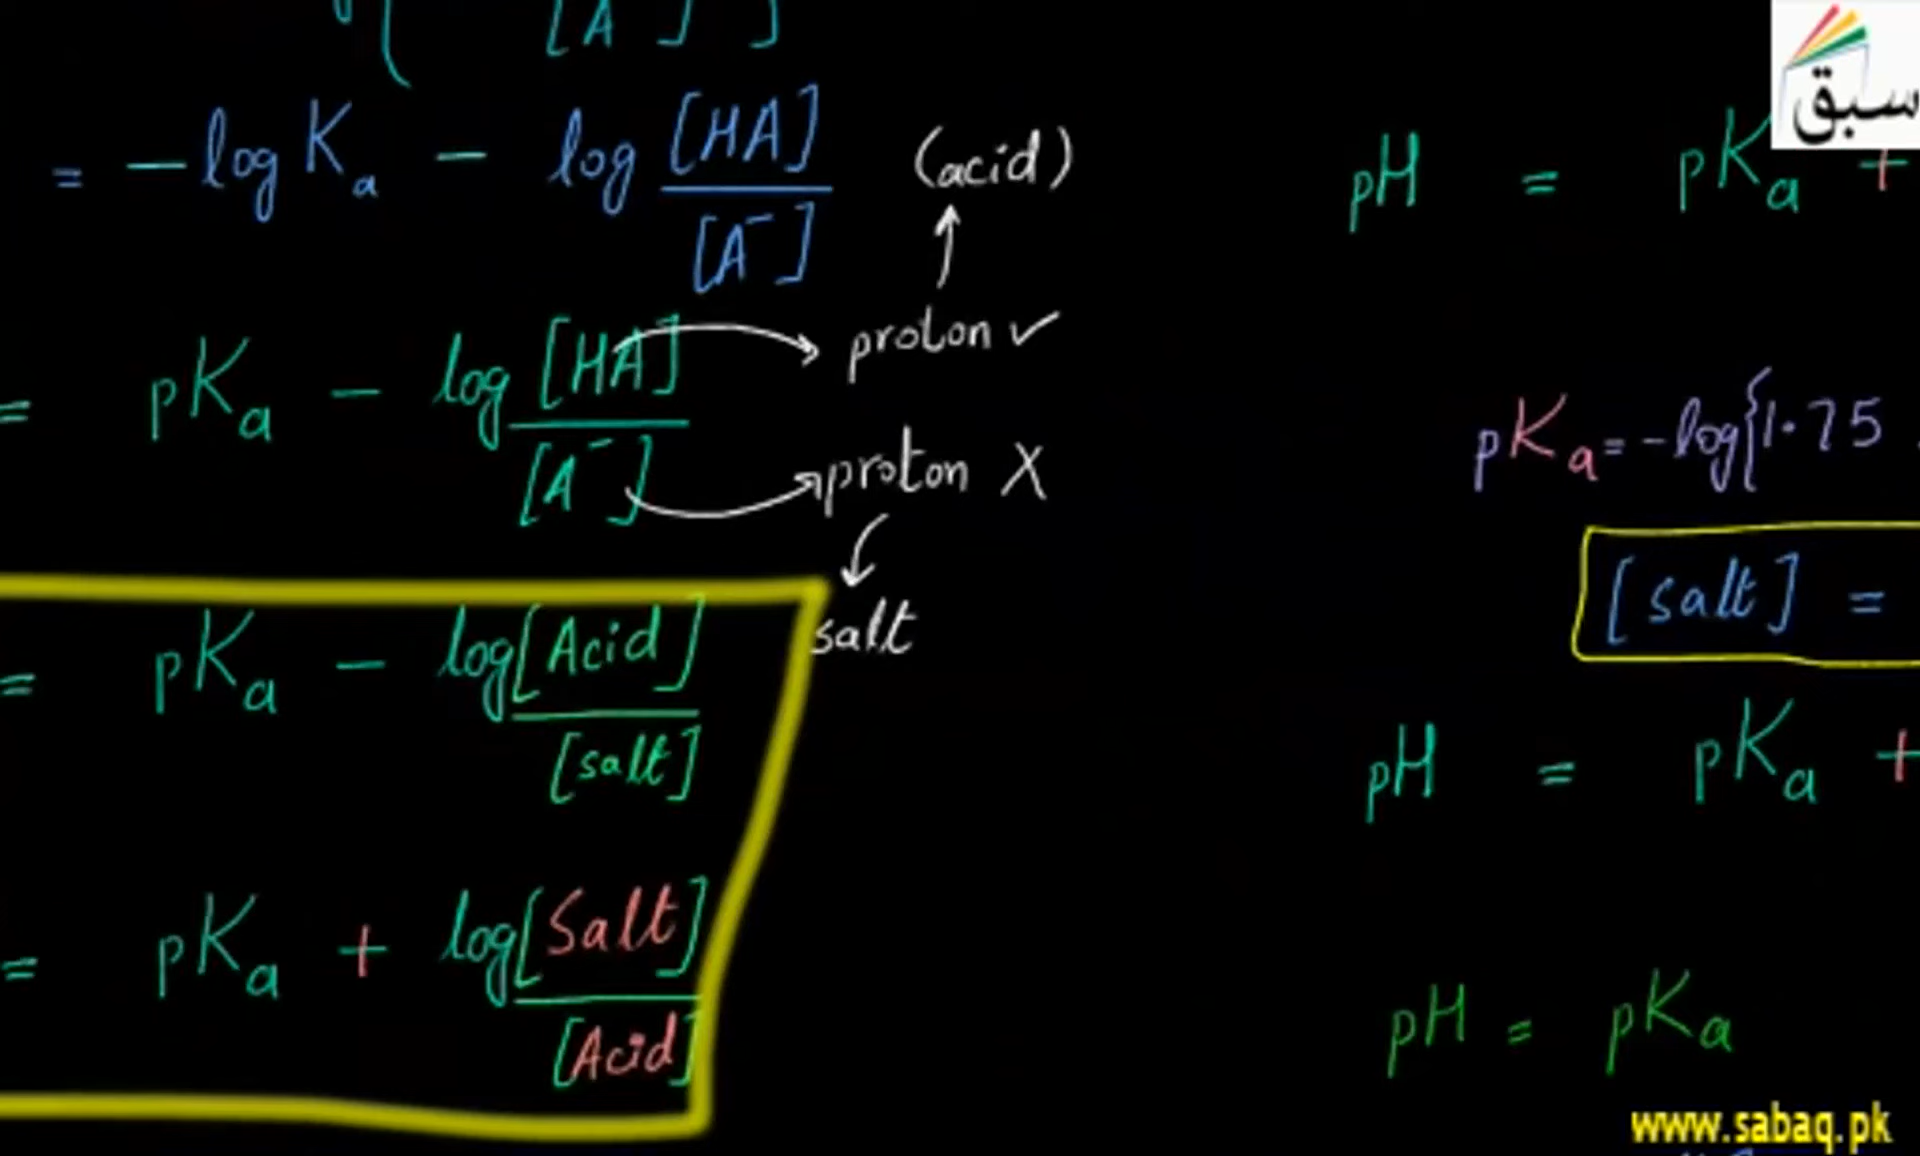 [A ] ]
= - log Ka - log [HA] / [A⁻] (acid)
proton ✓
= pKa - log [HA] / [A⁻]
proton X
salt
= pKa - log [Acid] / [salt]
= pKa + log [Salt] / [Acid]
سبق
pH = pKa +
pKa = -log{1.75
[salt] =
pH = pKa +
pH = pKa
www.sabaq.pk